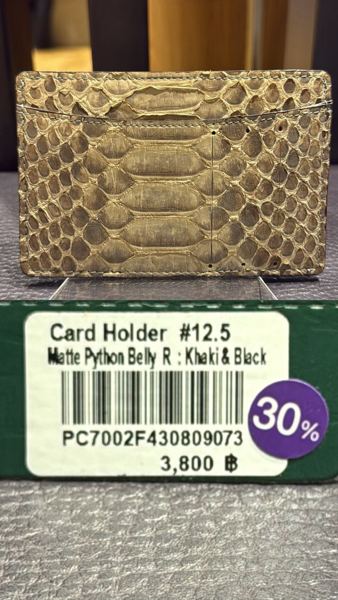 Card Holder #12.5
Matte Python Belly R : Khaki & Black
PC7002F430809073
3,800 ฿
30%